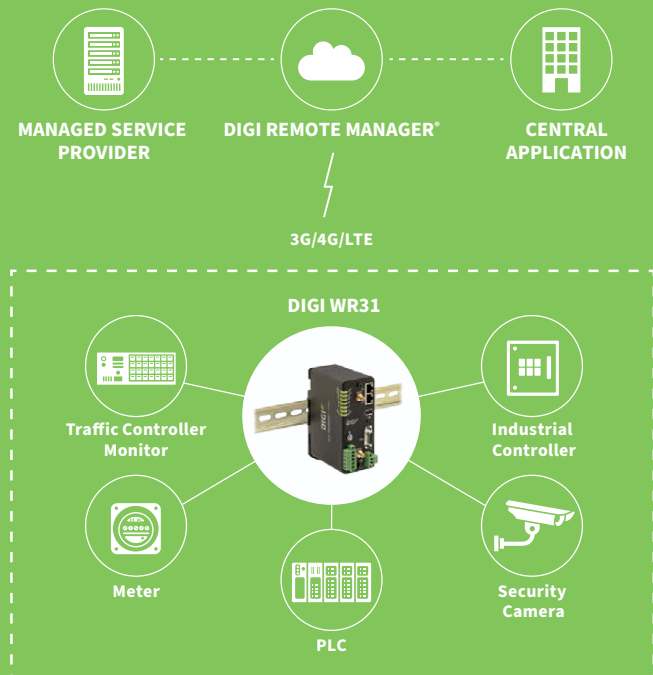 MANAGED SERVICE
PROVIDER
DIGI REMOTE MANAGER®
CENTRAL
APPLICATION
3G/4G/LTE
DIGI WR31
DIGI
Traffic Controller
Monitor
Industrial
Controller
Meter
PLC
Security
Camera